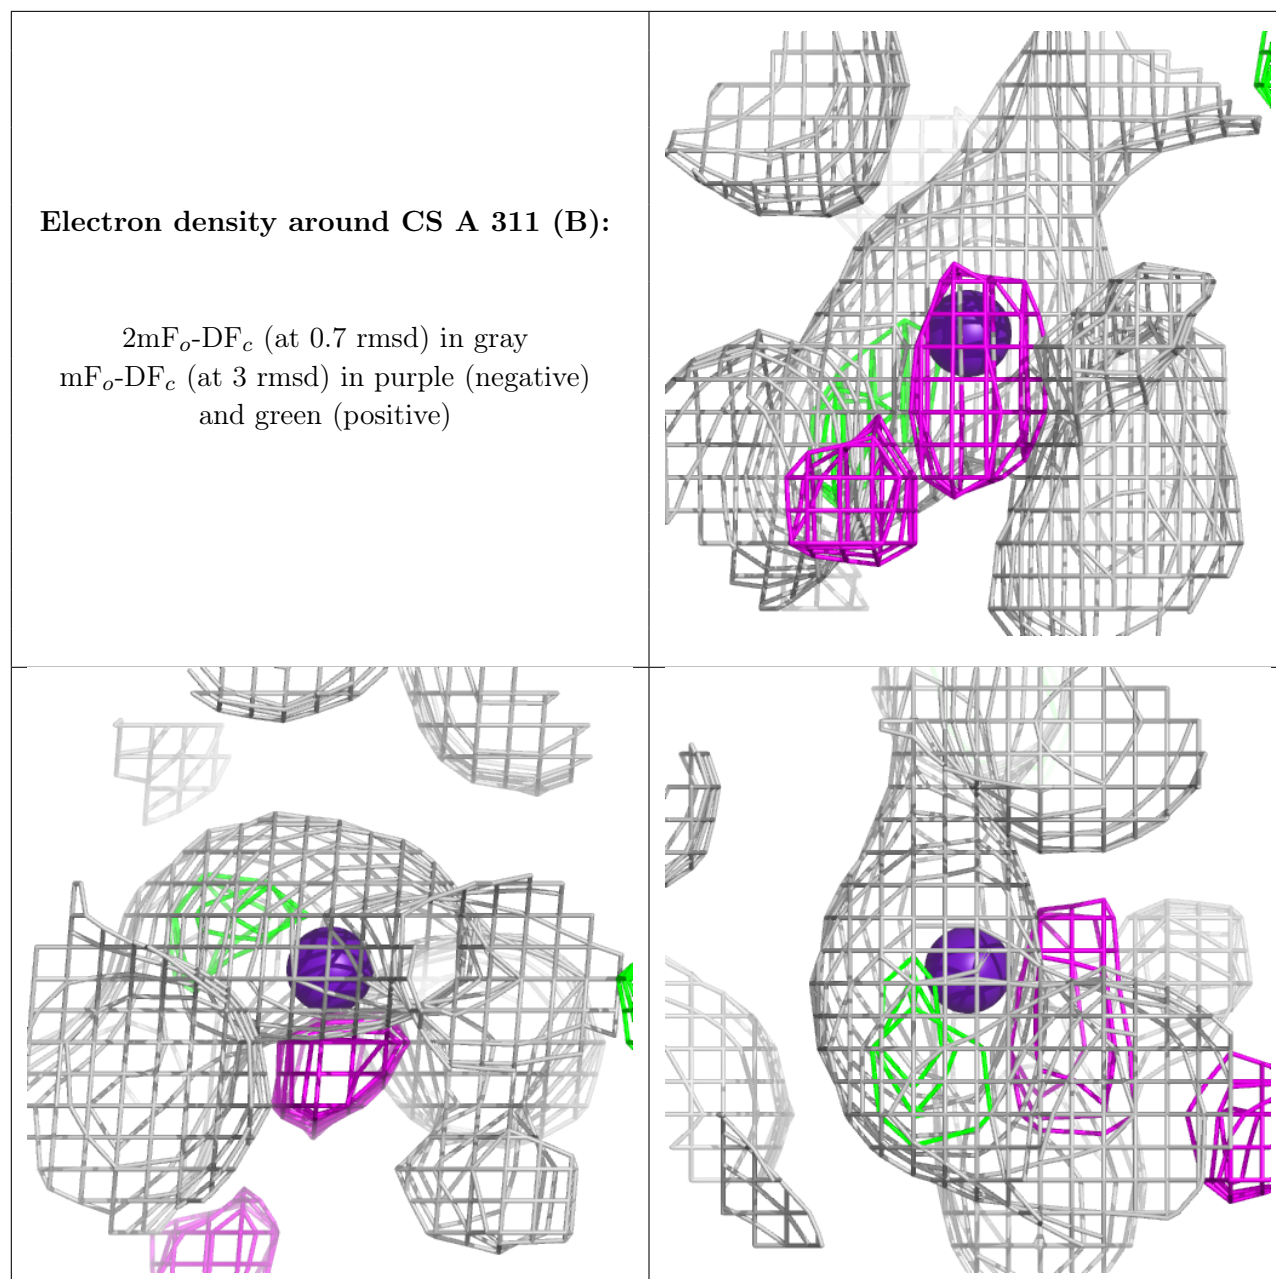 Electron density around CS A 311 (B):
2mFo-DFc (at 0.7 rmsd) in gray
mFo-DFc (at 3 rmsd) in purple (negative)
and green (positive)